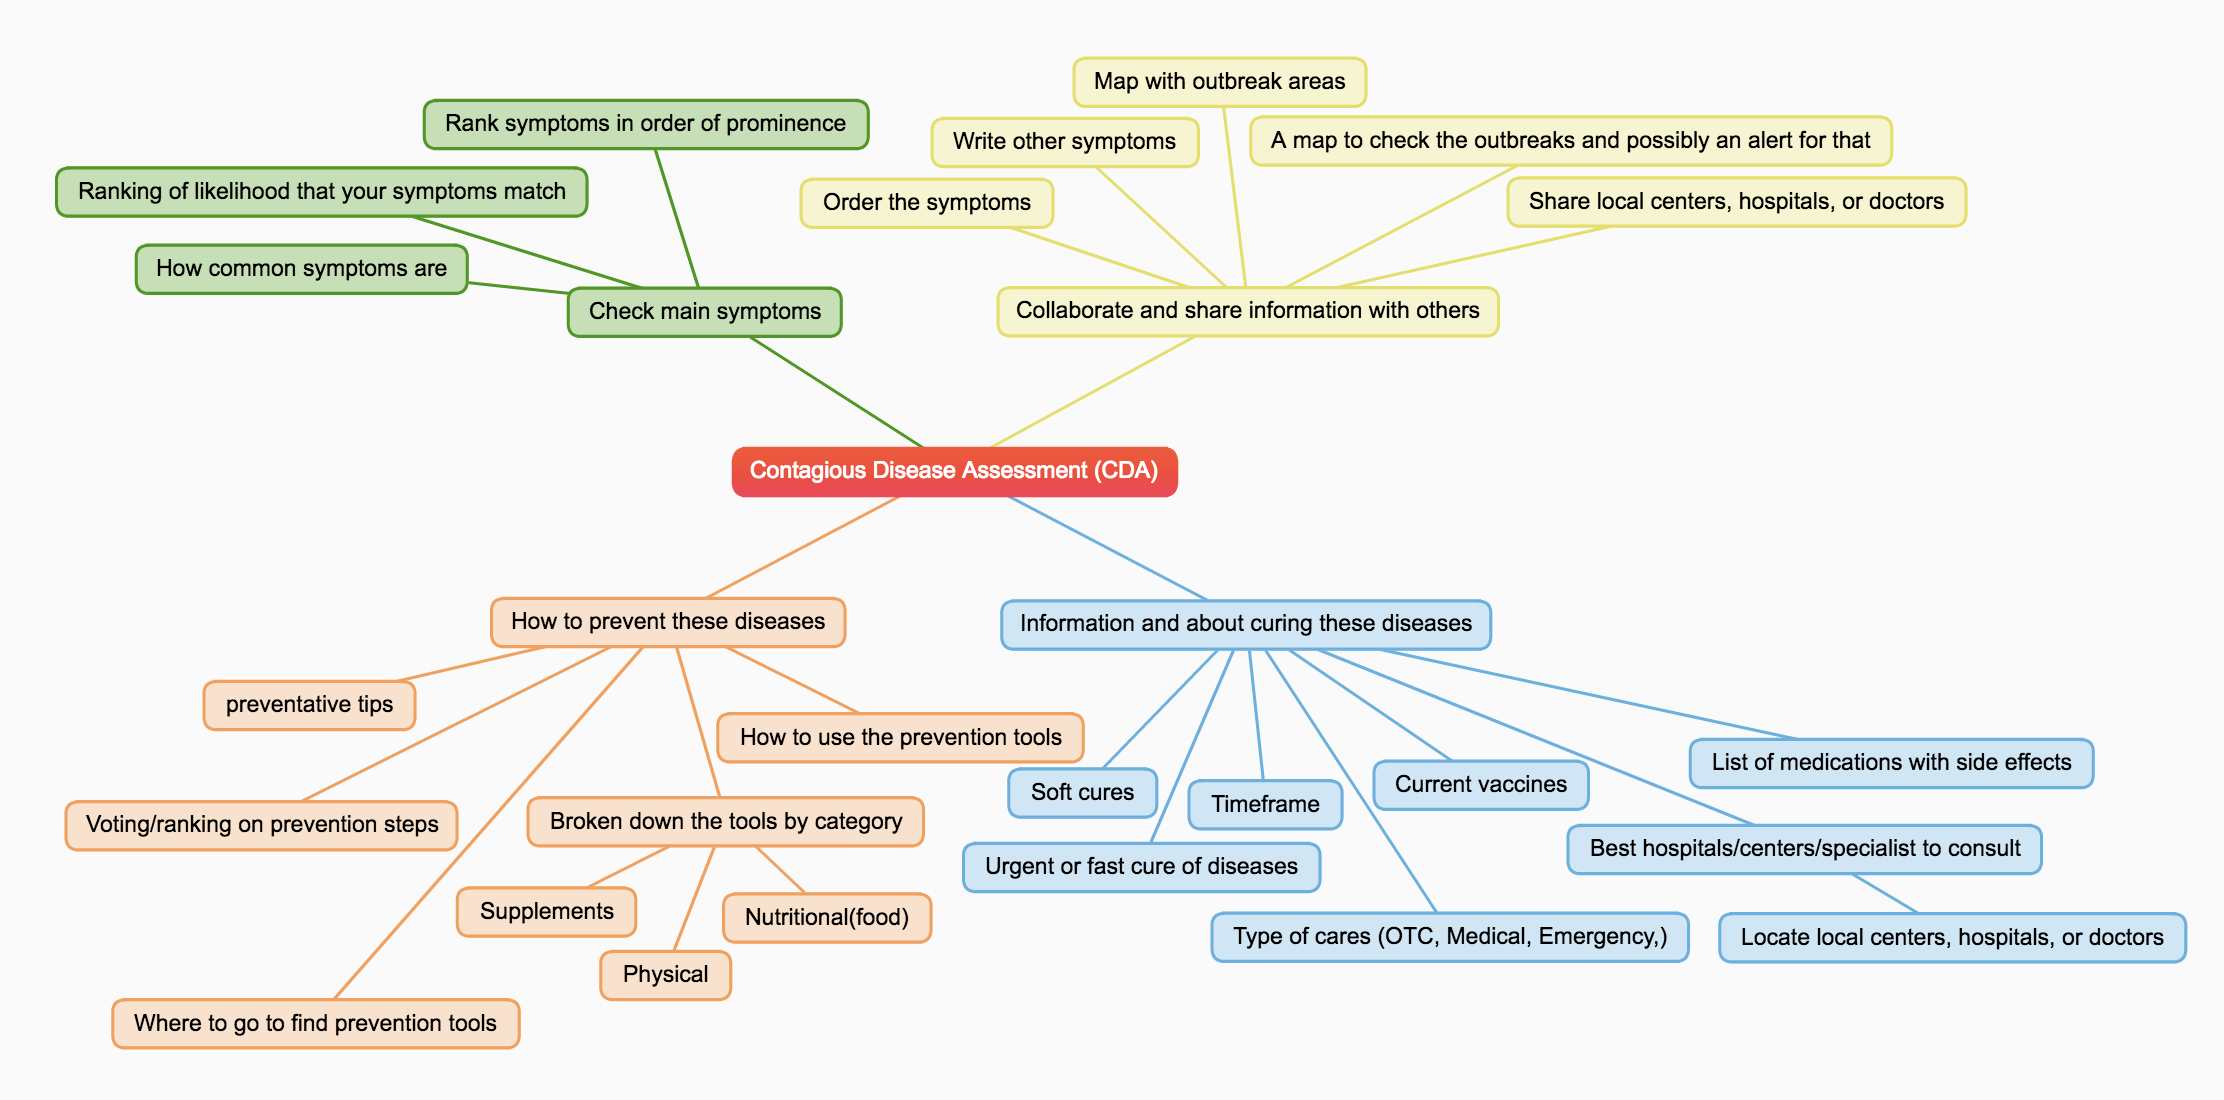 Map with outbreak areas
Rank symptoms in order of prominence
Write other symptoms
A map to check the outbreaks and possibly an alert for that
Ranking of likelihood that your symptoms match
Order the symptoms
Share local centers, hospitals, or doctors
How common symptoms are
Check main symptoms
Collaborate and share information with others
Contagious Disease Assessment (CDA)
How to prevent these diseases
Information and about curing these diseases
preventative tips
How to use the prevention tools
List of medications with side effects
Soft cures
Timeframe
Current vaccines
Voting/ranking on prevention steps
Broken down the tools by category
Best hospitals/centers/specialist to consult
Urgent or fast cure of diseases
Supplements
Nutritional(food)
Type of cares (OTC, Medical, Emergency,)
Locate local centers, hospitals, or doctors
Physical
Where to go to find prevention tools